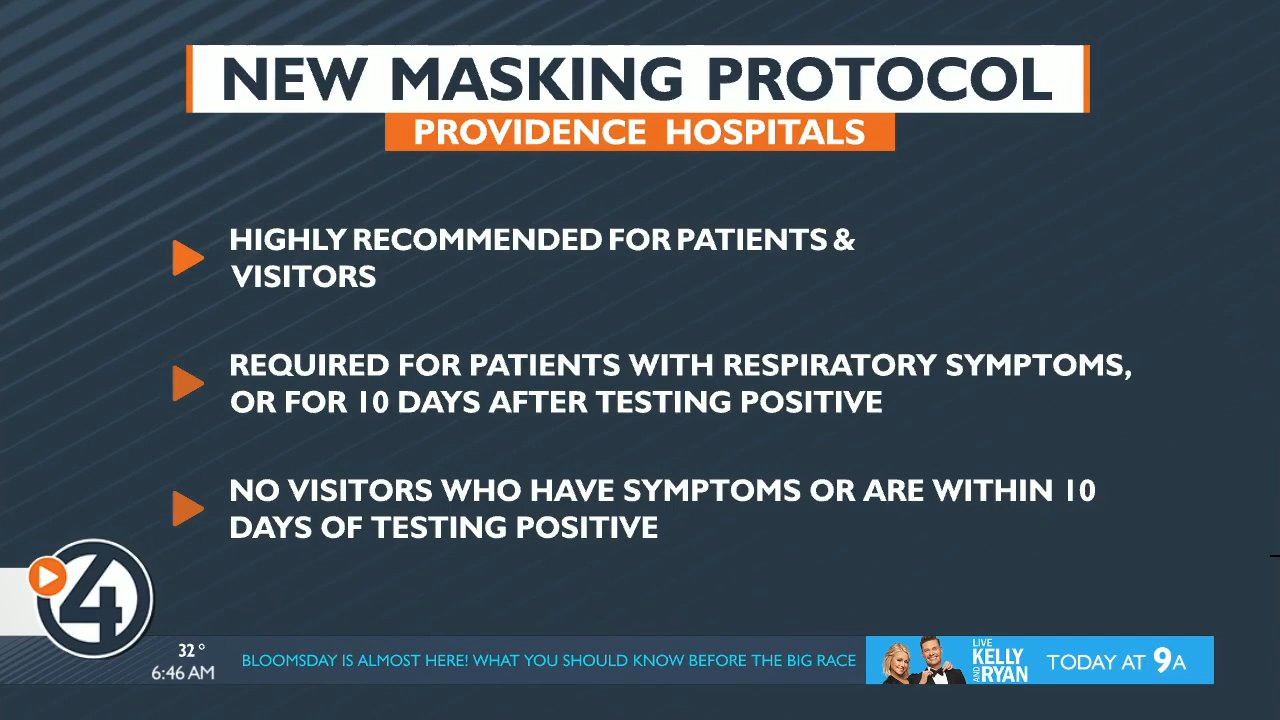 NEW MASKING PROTOCOL
PROVIDENCE HOSPITALS
HIGHLY RECOMMENDED FOR PATIENTS &
VISITORS
REQUIRED FOR PATIENTS WITH RESPIRATORY SYMPTOMS,
OR FOR 10 DAYS AFTER TESTING POSITIVE
NO VISITORS WHO HAVE SYMPTOMS OR ARE WITHIN 10
DAYS OF TESTING POSITIVE
4
32°
6:46 AM
BLOOMSDAY IS ALMOST HERE! WHAT YOU SHOULD KNOW BEFORE THE BIG RACE
LIVE
KELLY
AND RYAN
TODAY AT 9A